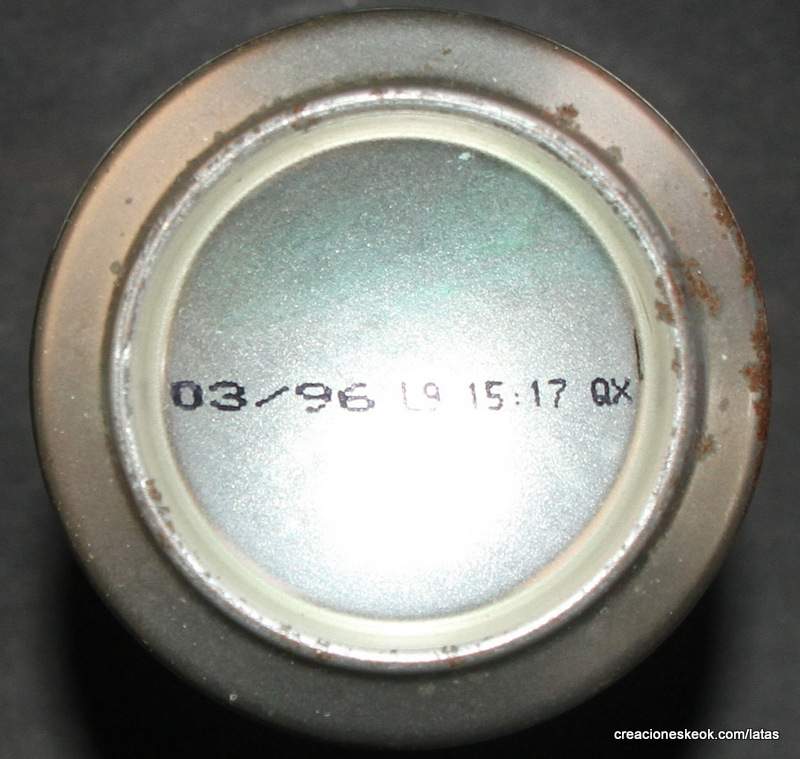 03/96 L9 15:17 QX
creacioneskeok.com/latas